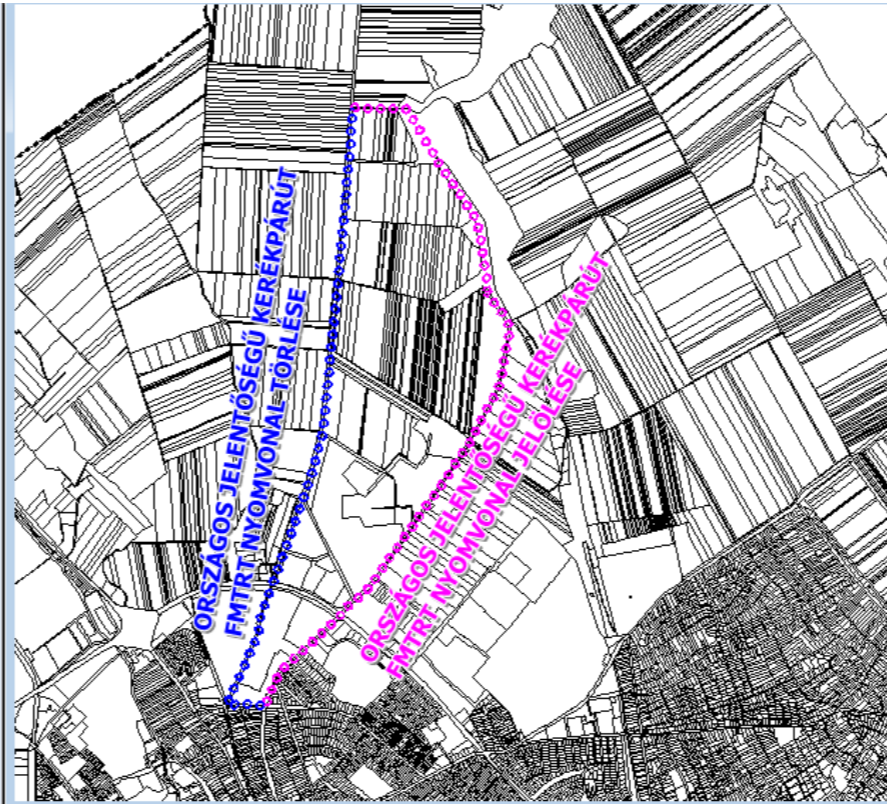 ORSZÁGOS JELENTŐSÉGŰ KERÉKPÁRÚT
FMTRT NYOMVONAL TÖRLÉSE
ORSZÁGOS JELENTŐSÉGŰ KERÉKPÁRÚT
FMTRT NYOMVONAL JELÖLÉSE